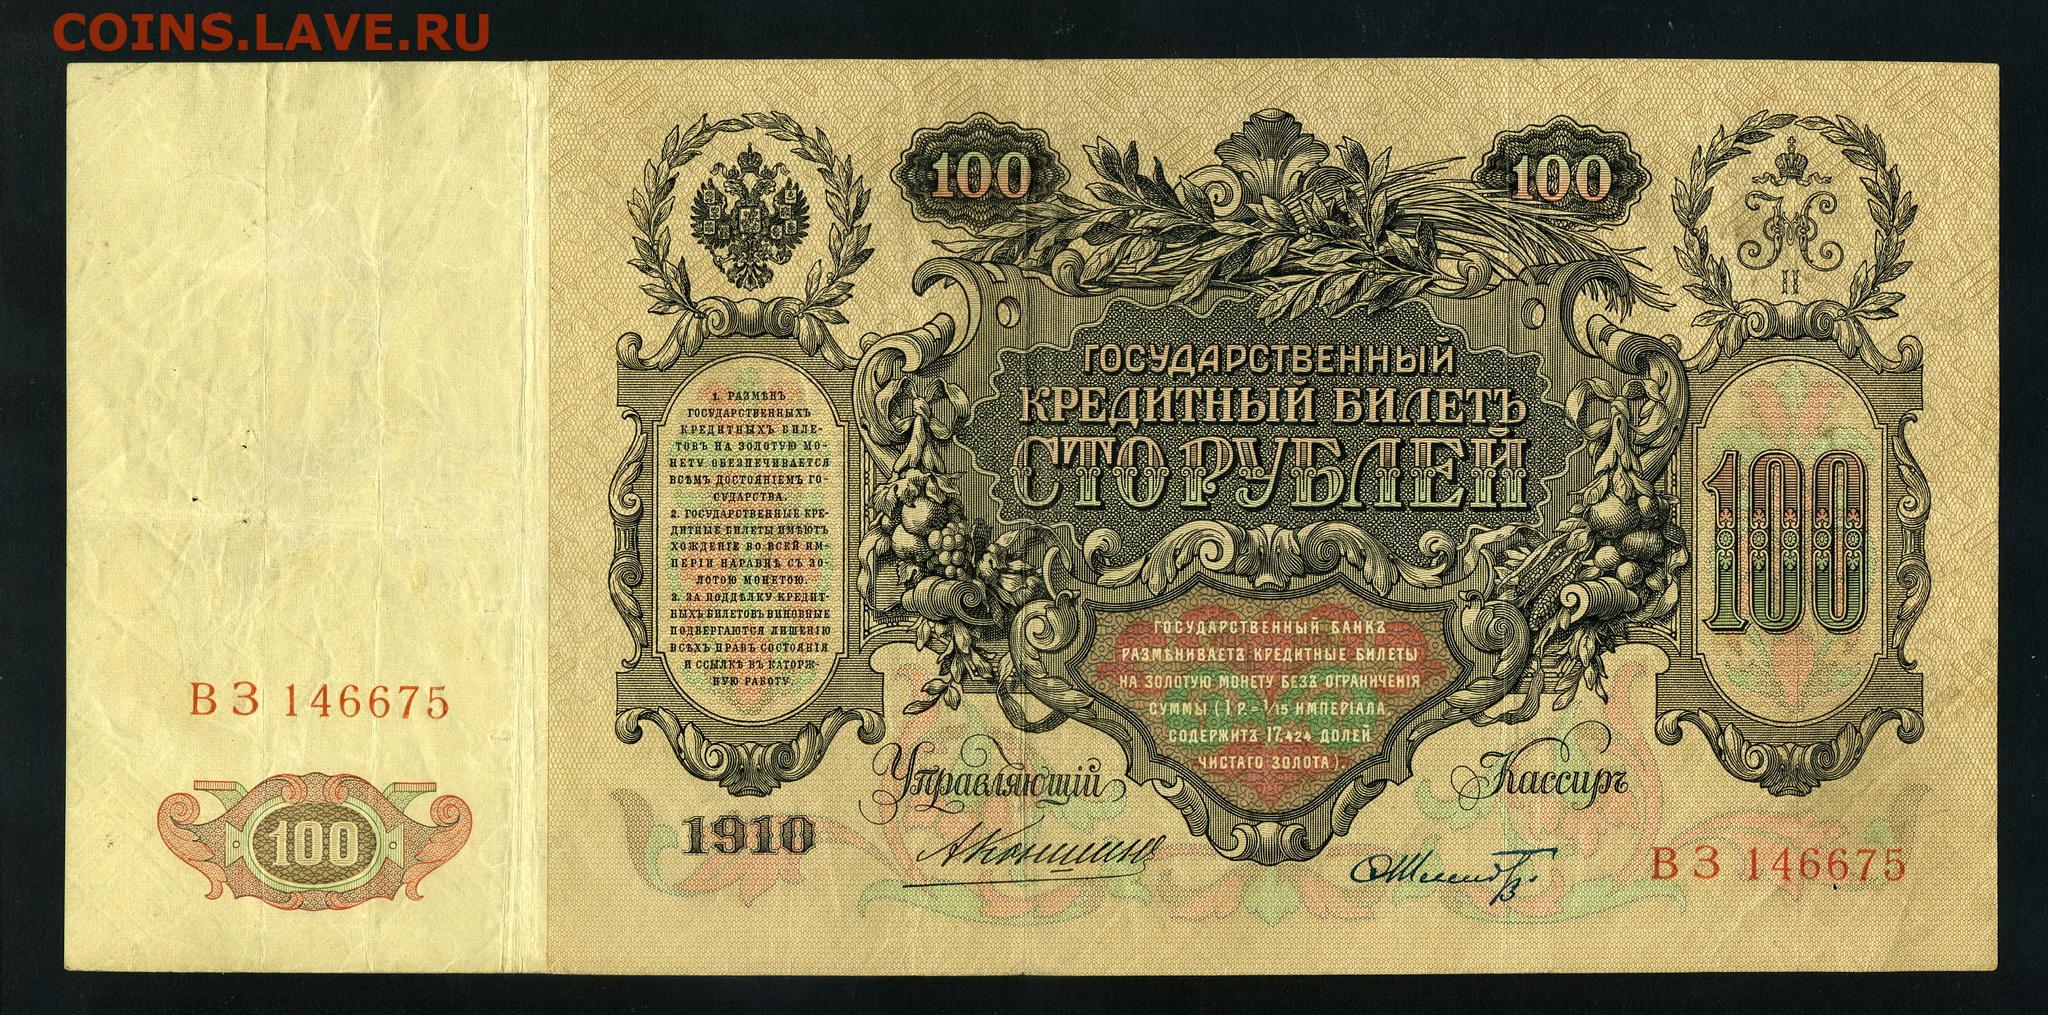 COINS.LAVE.RU
100
100
II
ГОСУДАРСТВЕННЫЙ
КРЕДИТНЫЙ БИЛЕТЪ
СТО РУБЛЕЙ
1. РАЗМѢНЪ
ГОСУДАРСТВЕННЫХЪ
КРЕДИТНЫХЪ БИЛЕ-
ТОВЪ НА ЗОЛОТУЮ МО-
НЕТУ ОБЕЗПЕЧИВАЕТСЯ
ВСѢМЪ ДОСТОЯНІЕМЪ ГО-
СУДАРСТВА.
2. ГОСУДАРСТВЕННЫЕ КРЕ-
ДИТНЫЕ БИЛЕТЫ ИМѢЮТЪ
ХОЖДЕНІЕ ВО ВСЕЙ ИМ-
ПЕРІИ НАРАВНѢ СЪ ЗО-
ЛОТОЮ МОНЕТОЮ.
3. ЗА ПОДДѢЛКУ КРЕДИТ-
НЫХЪ БИЛЕТОВЪ ВИНОВНЫЕ
ПОДВЕРГАЮТСЯ ЛИШЕНІЮ
ВСѢХЪ ПРАВЪ СОСТОЯНІЯ
И ССЫЛКѢ ВЪ КАТОРЖ-
НУЮ РАБОТУ.
100
ГОСУДАРСТВЕННЫЙ БАНКЪ
РАЗМѢНИВАЕТЪ КРЕДИТНЫЕ БИЛЕТЫ
НА ЗОЛОТУЮ МОНЕТУ БЕЗЪ ОГРАНИЧЕНІЯ
СУММЫ (1 Р.= 1/15 ИМПЕРІАЛА,
СОДЕРЖИТЪ 17,424 ДОЛЕЙ
ЧИСТАГО ЗОЛОТА).
ВЗ 146675
Управляющій
Кассиръ
100
1910
АКоншинъ
ВЗ 146675